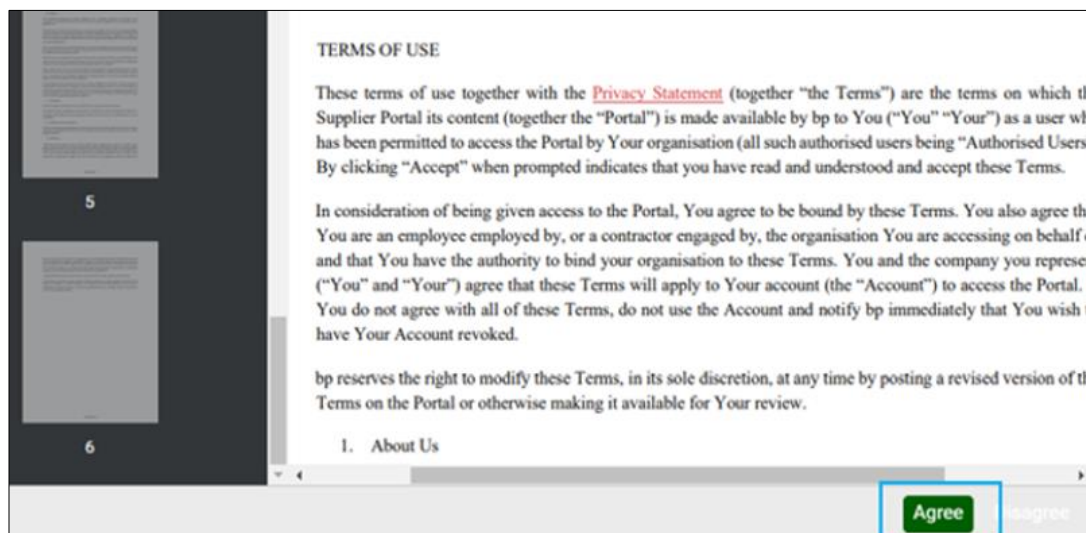 TERMS OF USE
These terms of use together with the Privacy Statement (together “the Terms”) are the terms on which
Supplier Portal its content (together the “Portal”) is made available by bp to You (“You” “Your”) as a user
has been permitted to access the Portal by Your organisation (all such authorised users being “Authorised Users
By clicking “Accept” when prompted indicates that you have read and understood and accept these Terms.
In consideration of being given access to the Portal, You agree to be bound by these Terms. You also agree
You are an employee employed by, or a contractor engaged by, the organisation You are accessing on behalf
and that You have the authority to bind your organisation to these Terms. You and the company you
(“You” and “Your”) agree that these Terms will apply to Your account (the “Account”) to access the Portal.
You do not agree with all of these Terms, do not use the Account and notify bp immediately that You wish
have Your Account revoked.
bp reserves the right to modify these Terms, in its sole discretion, at any time by posting a revised version of
Terms on the Portal or otherwise making it available for Your review.
1. About Us
5
6
Agree